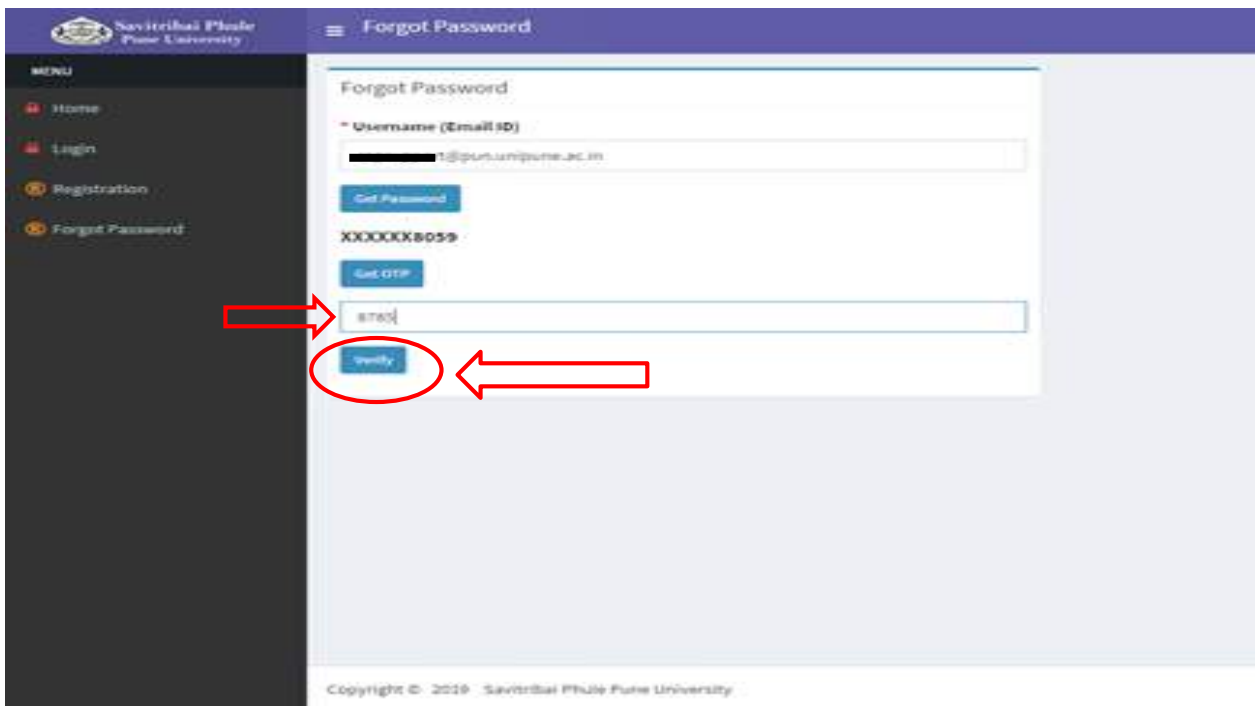 Savitribai Phule
Pune University
Forgot Password
MENU
Home
Login
Registration
Forgot Password
Forgot Password
* Username (Email ID)
t@pun.unipune.ac.in
Get Password
XXXXXX8059
Get OTP
8785
Verify
Copyright © 2019 Savitribai Phule Pune University